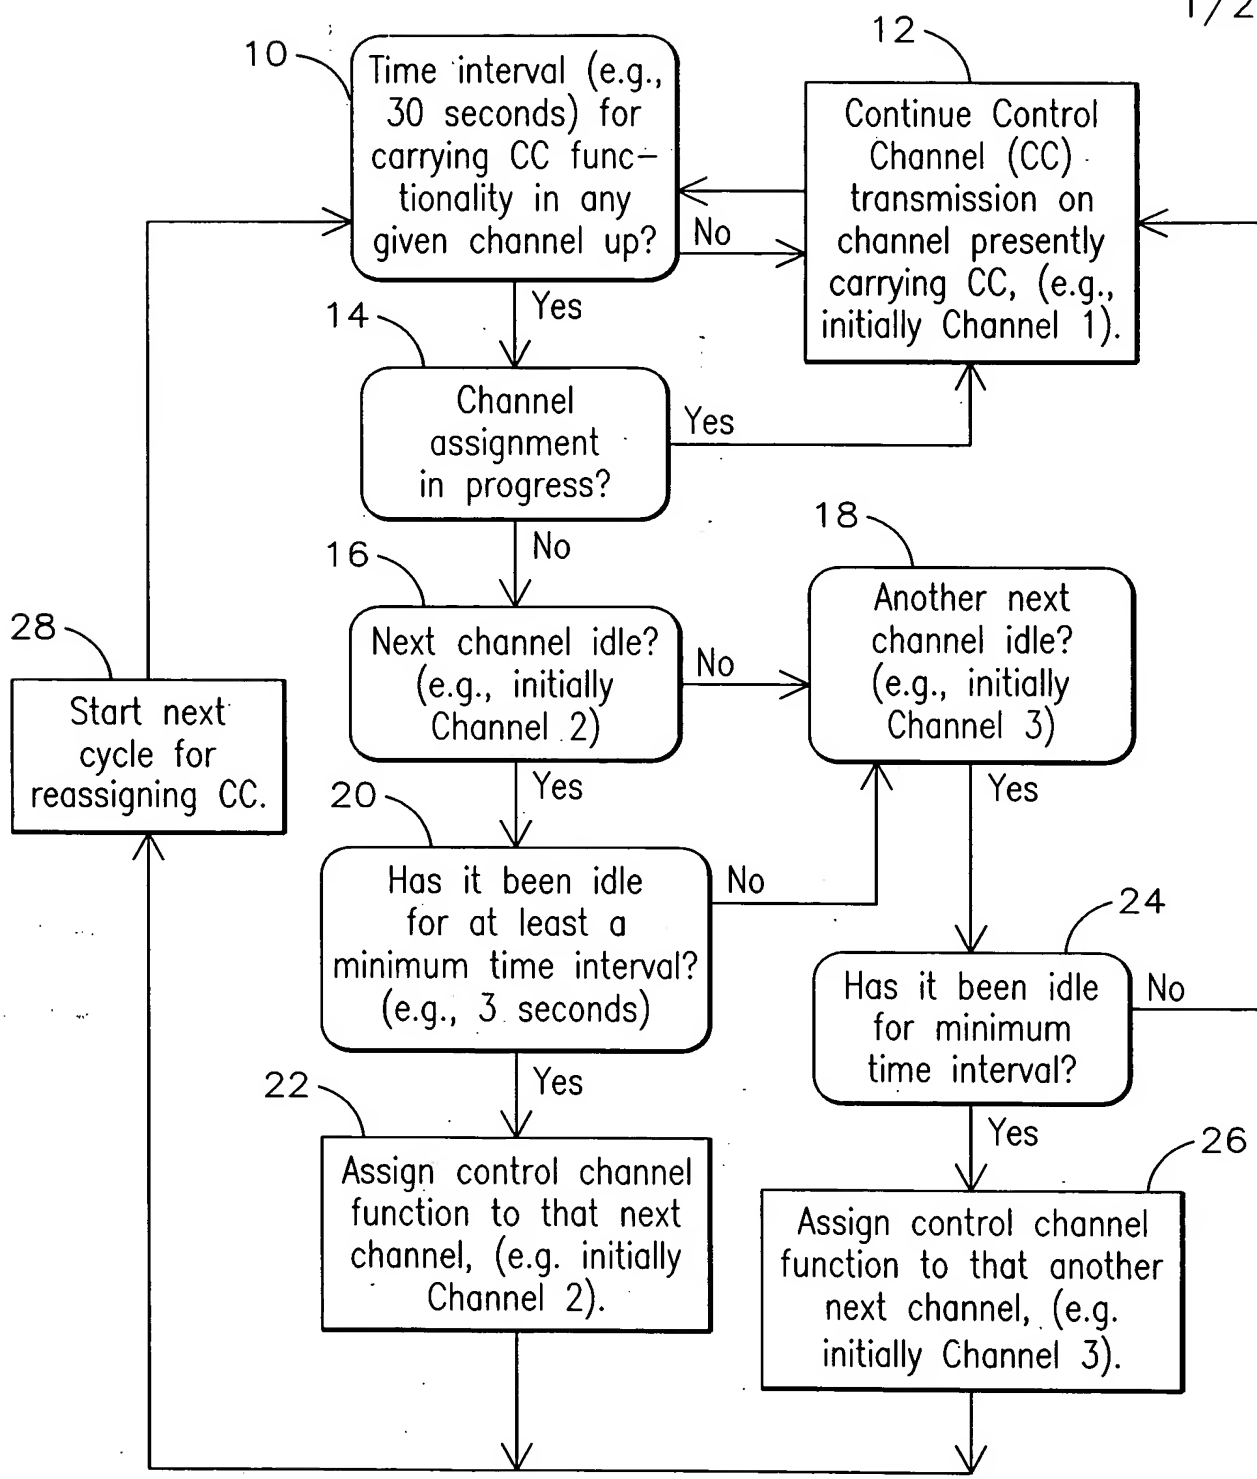 1/2
10
Time interval (e.g.,
30 seconds) for
carrying CC func-
tionality in any
given channel up?
12
Continue Control
Channel (CC)
transmission on
channel presently
carrying CC, (e.g.,
initially Channel 1).
No
Yes
14
Channel
assignment
in progress?
Yes
No
16
Next channel idle?
(e.g., initially
Channel 2)
No
18
Another next
channel idle?
(e.g., initially
Channel 3)
28
Start next
cycle for
reassigning CC.
Yes
Yes
20
Has it been idle
for at least a
minimum time interval?
(e.g., 3 seconds)
No
24
Has it been idle
for minimum
time interval?
No
Yes
Yes
22
Assign control channel
function to that next
channel, (e.g. initially
Channel 2).
26
Assign control channel
function to that another
next channel, (e.g.
initially Channel 3).